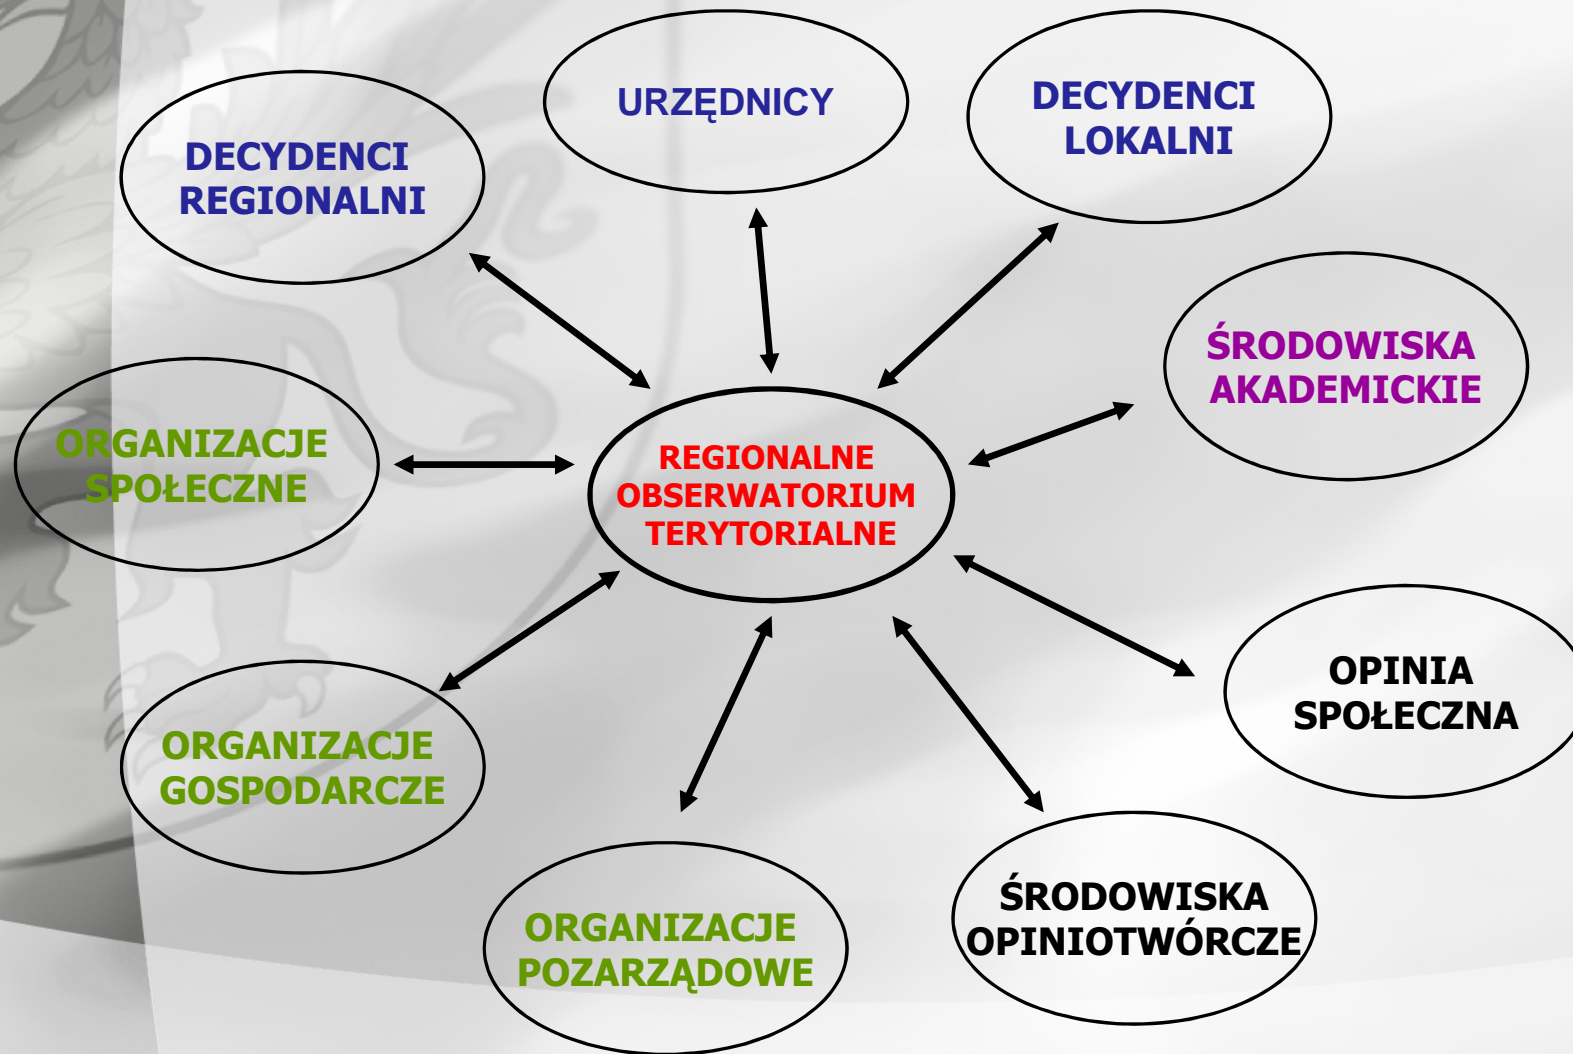 URZĘDNICY
DECYDENCI
LOKALNI
DECYDENCI
REGIONALNI
ŚRODOWISKA
AKADEMICKIE
ORGANIZACJE
SPOŁECZNE
REGIONALNE
OBSERWATORIUM
TERYTORIALNE
OPINIA
SPOŁECZNA
ORGANIZACJE
GOSPODARCZE
ŚRODOWISKA
OPINIOTWÓRCZE
ORGANIZACJE
POZARZĄDOWE